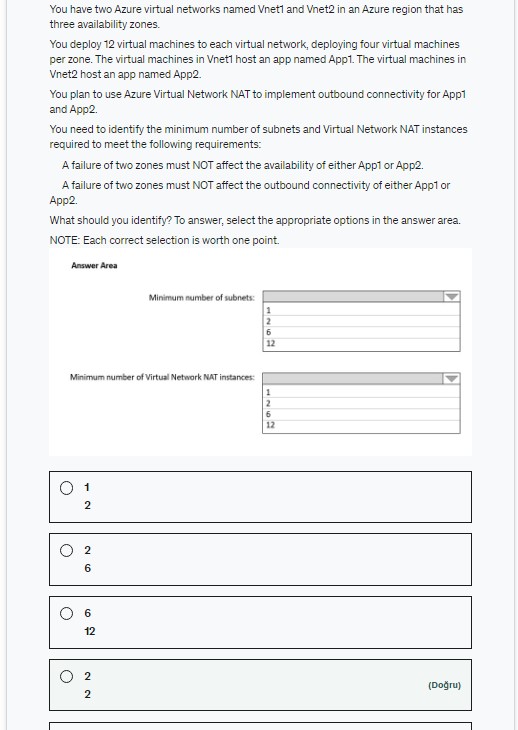 You have two Azure virtual networks named Vnet1 and Vnet2 in an Azure region that has
three availability zones.
You deploy 12 virtual machines to each virtual network, deploying four virtual machines
per zone. The virtual machines in Vnet1 host an app named App1. The virtual machines in
Vnet2 host an app named App2.
You plan to use Azure Virtual Network NAT to implement outbound connectivity for App1
and App2.
You need to identify the minimum number of subnets and Virtual Network NAT instances
required to meet the following requirements:
A failure of two zones must NOT affect the availability of either App1 or App2.
A failure of two zones must NOT affect the outbound connectivity of either App1 or
App2.
What should you identify? To answer, select the appropriate options in the answer area.
NOTE: Each correct selection is worth one point.
Answer Area
Minimum number of subnets:
1
2
6
12
Minimum number of Virtual Network NAT instances:
1
2
6
12
1
2
2
6
6
12
2
2
(Doğru)